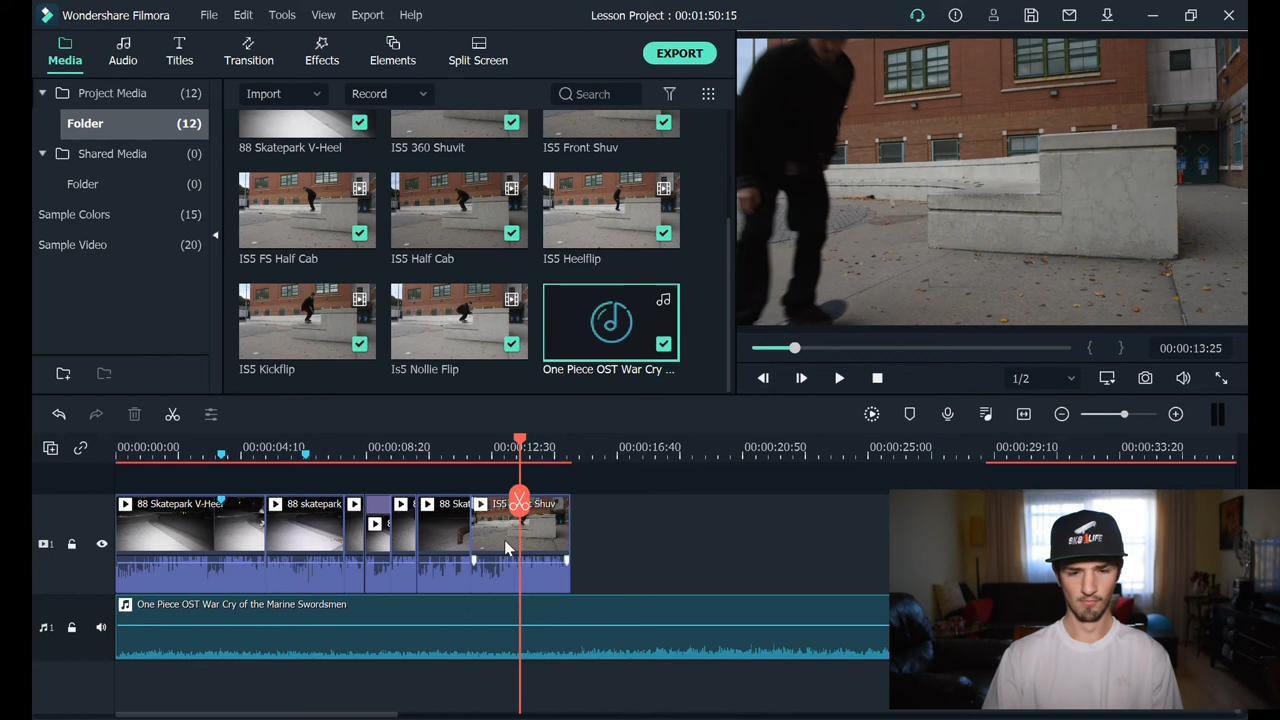 Wondershare Filmora File Edit Tools View Export Help Lesson Project : 00:01:50:15
Media Audio Titles Transition Effects Elements Split Screen EXPORT
Project Media (12)
Folder (12)
Shared Media (0)
Folder (0)
Sample Colors (15)
Sample Video (20)
Import Record Search
88 Skatepark V-Heel IS5 360 Shuvit IS5 Front Shuv
IS5 FS Half Cab IS5 Half Cab IS5 Heelflip
IS5 Kickflip Is5 Nollie Flip One Piece OST War Cry ...
00:00:13:25
1/2
00:00:00:00 00:00:04:10 00:00:08:20 00:00:12:30 00:00:16:40 00:00:20:50 00:00:25:00 00:00:29:10 00:00:33:20
88 Skatepark V-Heel 88 skatepark 88 Skat IS5 Shuv
1
One Piece OST War Cry of the Marine Swordsmen
1
SK8 4 LIFE